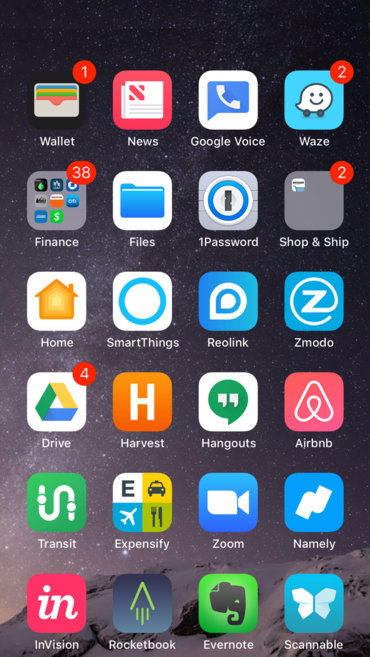 1
2
Wallet
News
Google Voice
Waze
38
2
Finance
Files
1Password
Shop & Ship
Home
SmartThings
Reolink
Zmodo
4
H
Drive
Harvest
Hangouts
Airbnb
E
Transit
Expensify
Zoom
Namely
in
InVision
Rocketbook
Evernote
Scannable